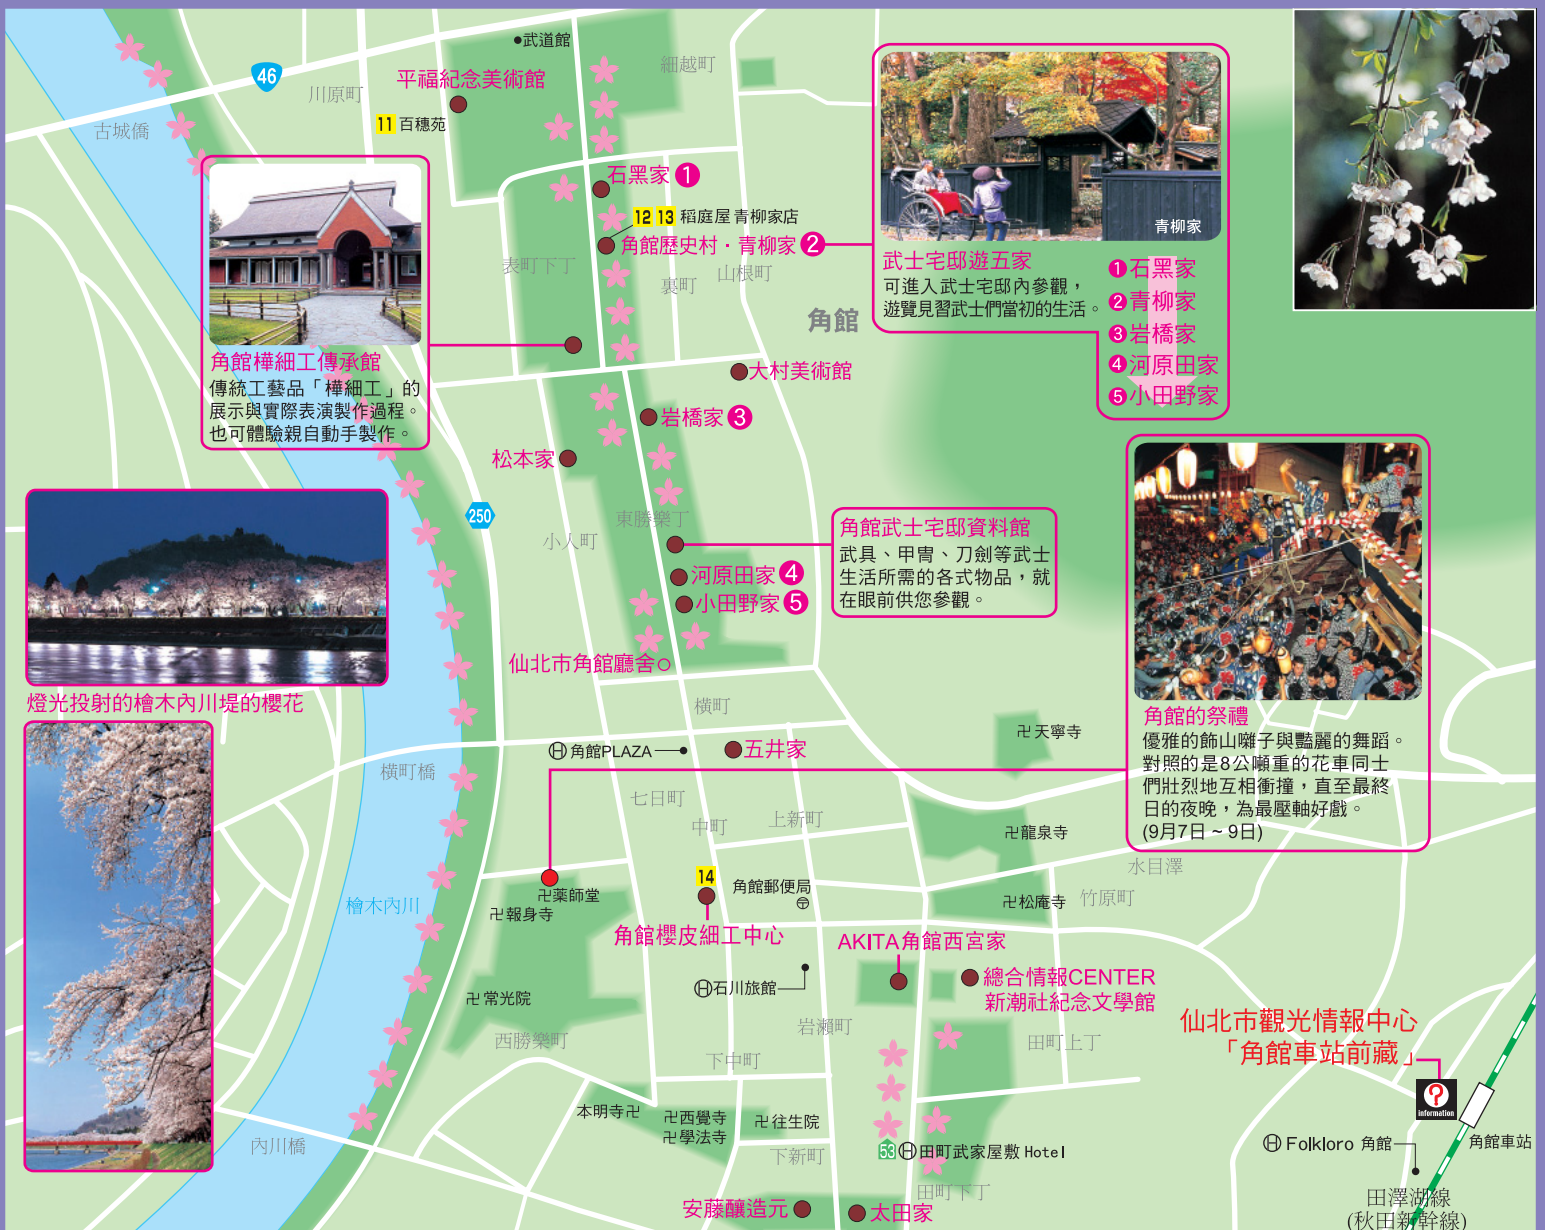 武道館
細越町
46
平福紀念美術館
川原町
11 百穗苑
古城僑
石黑家 1
12 13 稻庭屋 青柳家店
角館歷史村・青柳家 2
表町下丁
裏町
山根町
角館
青柳家
武士宅邸遊五家
可進入武士宅邸內參觀，
遊覽見習武士們當初的生活。
1 石黑家
2 青柳家
3 岩橋家
4 河原田家
5 小田野家
角館樺細工傳承館
傳統工藝品「樺細工」的
展示與實際表演製作過程。
也可體驗親自動手製作。
大村美術館
岩橋家 3
松本家
250
東勝樂丁
小人町
角館武士宅邸資料館
武具、甲冑、刀劍等武士
生活所需的各式物品，就
在眼前供您參觀。
河原田家 4
小田野家 5
仙北市角館廳舍
燈光投射的檜木內川堤的櫻花
橫町
角館的祭禮
優雅的飾山囃子與豔麗的舞蹈。
對照的是8公噸重的花車同士
們壯烈地互相衝撞，直至最終
日的夜晚，為最壓軸好戲。
(9月7日 ~ 9日)
卍天寧寺
H 角館PLAZA
五井家
橫町橋
七日町
中町
上新町
卍龍泉寺
水目澤
14
角館郵便局
卍藥師堂
卍報身寺
卍松庵寺
竹原町
檜木內川
角館櫻皮細工中心
AKITA角館西宮家
總合情報CENTER
新潮社紀念文學館
H石川旅館
卍常光院
岩瀨町
西勝樂町
田町上丁
仙北市觀光情報中心
「角館車站前藏」
下中町
?
Information
本明寺卍
卍西覺寺
卍學法寺
卍往生院
內川橋
下新町
53 H田町武家屋敷 Hotel
H Folkloro 角館
角館車站
田町下丁
田澤湖線
(秋田新幹線)
安藤釀造元
太田家